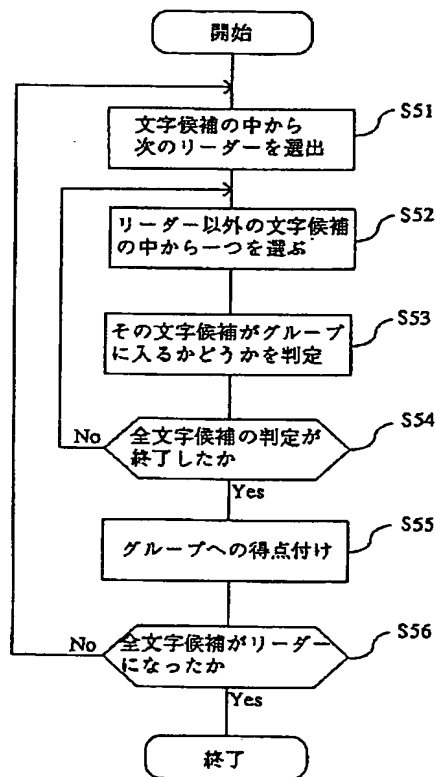 開始
文字候補の中から
次のリーダーを選出
S51
リーダー以外の文字候補
の中から一つを選ぶ
S52
その文字候補がグループ
に入るかどうかを判定
S53
全文字候補の判定が
終了したか
S54
No
Yes
グループへの得点付け
S55
全文字候補がリーダー
になったか
S56
No
Yes
終了